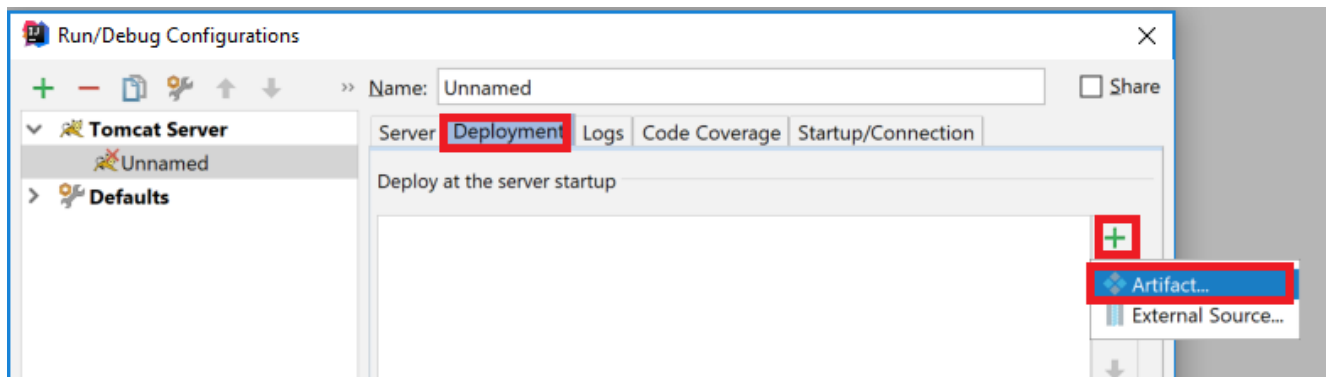 Run/Debug Configurations
Name: Unnamed Share
Tomcat Server
Unnamed
Defaults
Server Deployment Logs Code Coverage Startup/Connection
Deploy at the server startup
Artifact...
External Source...